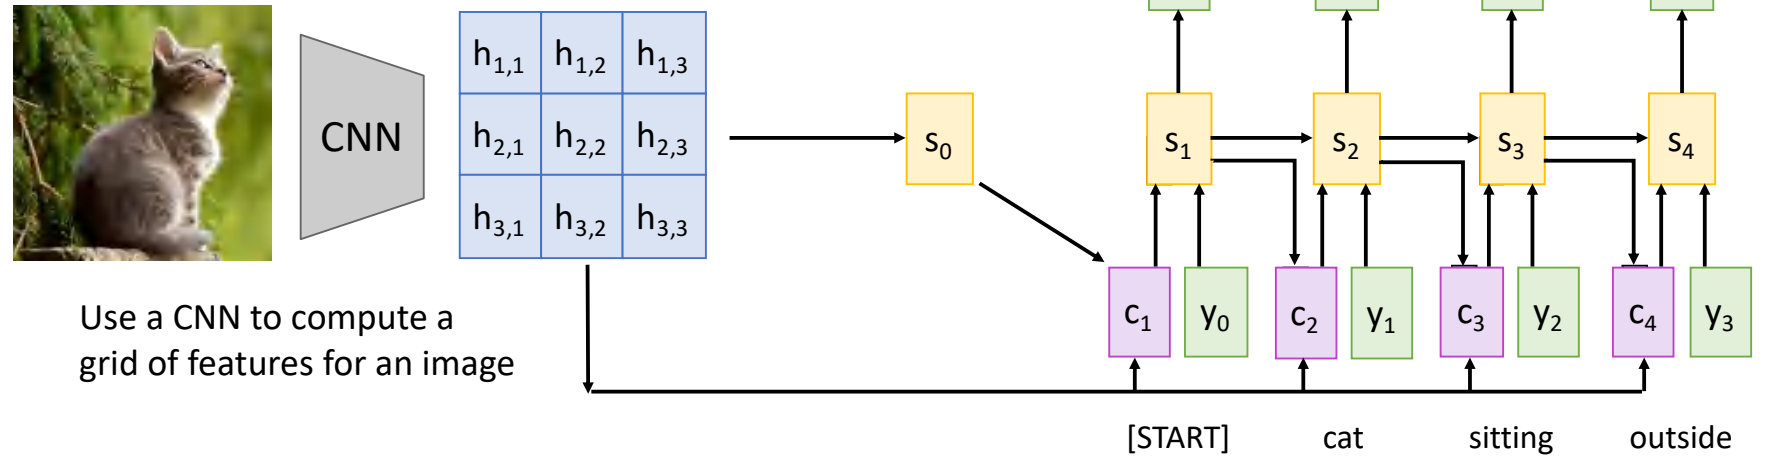 CNN
h1,1 h1,2 h1,3
h2,1 h2,2 h2,3
h3,1 h3,2 h3,3
s0 s1 s2 s3 s4
c1 y0 c2 y1 c3 y2 c4 y3
Use a CNN to compute a
grid of features for an image
[START] cat sitting outside